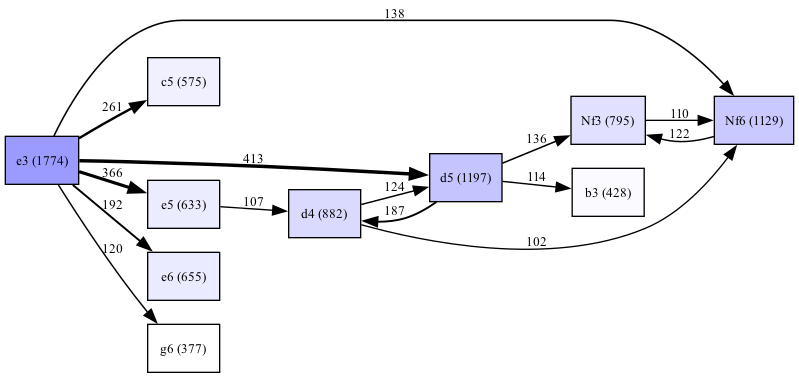 138
c5 (575)
261
Nf3 (795)
110
Nf6 (1129)
122
136
e3 (1774)
413
366
d5 (1197)
114
b3 (428)
124
187
192
e5 (633)
107
d4 (882)
102
120
e6 (655)
g6 (377)